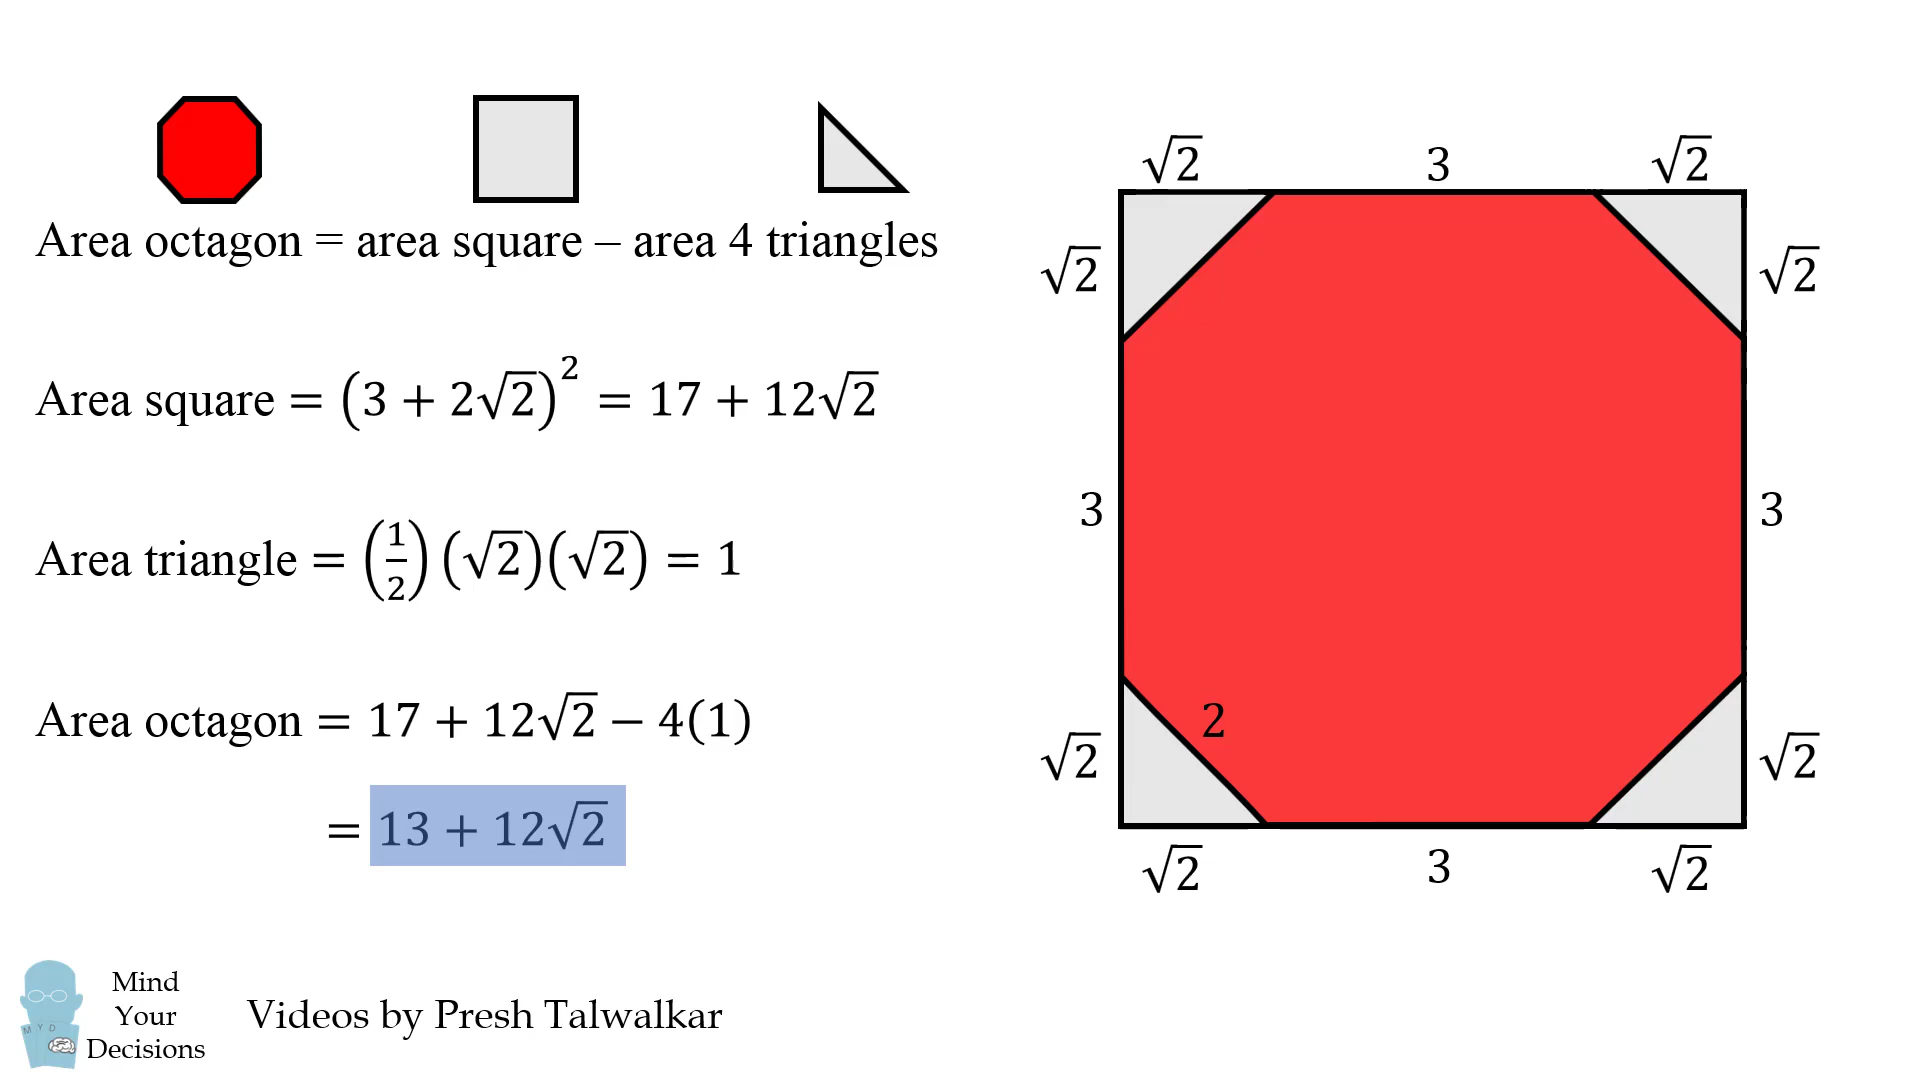 Area octagon = area square – area 4 triangles
Area square = (3 + 2√2)² = 17 + 12√2
Area triangle = (1/2)(√2)(√2) = 1
Area octagon = 17 + 12√2 − 4(1)
= 13 + 12√2
√2 3 √2
√2 √2
3 3
2
√2 √2
√2 3 √2
M Y D
Mind
Your
Decisions
Videos by Presh Talwalkar